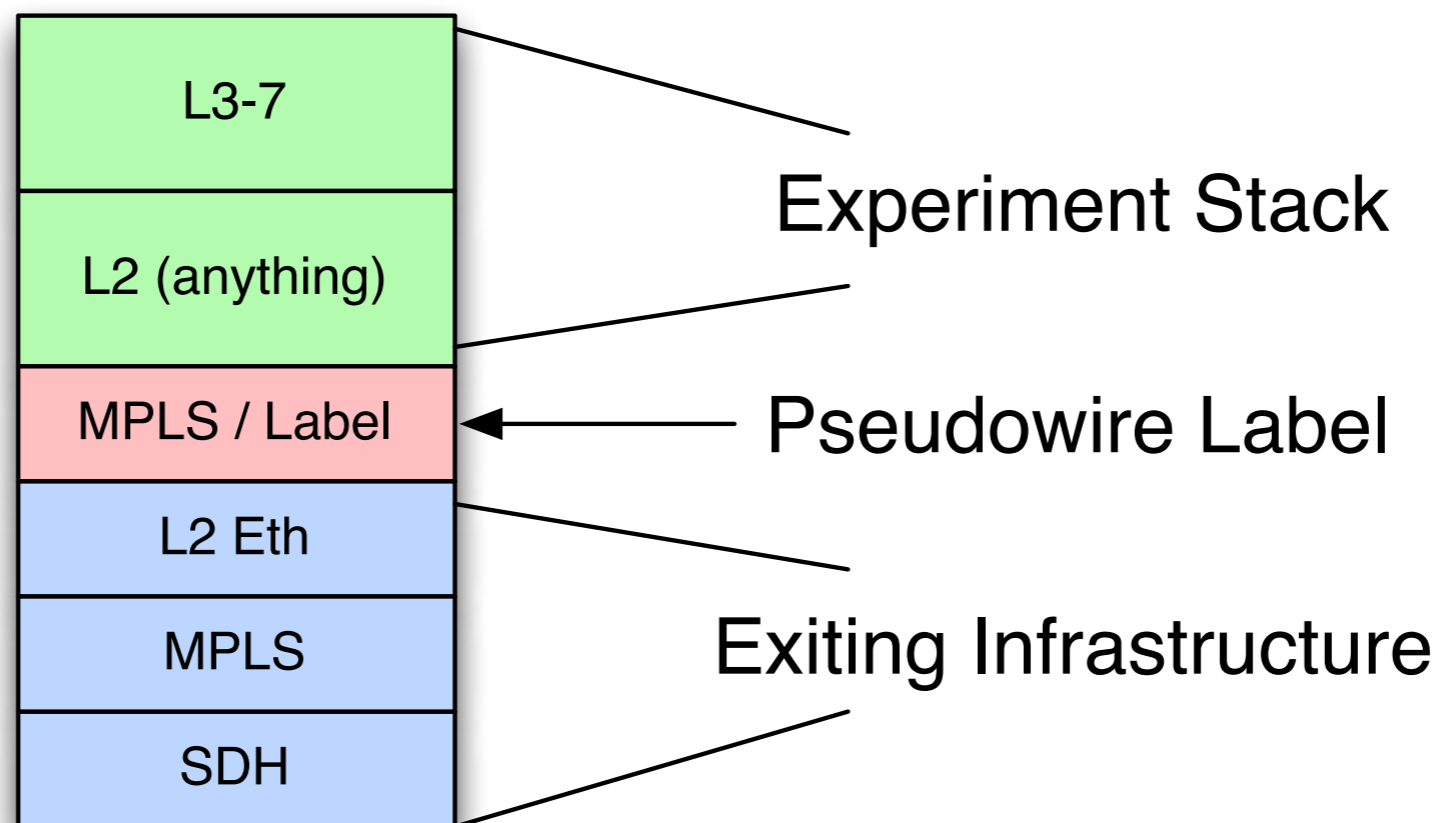 L3-7
Experiment Stack
L2 (anything)
MPLS / Label
Pseudowire Label
L2 Eth
MPLS
Exiting Infrastructure
SDH